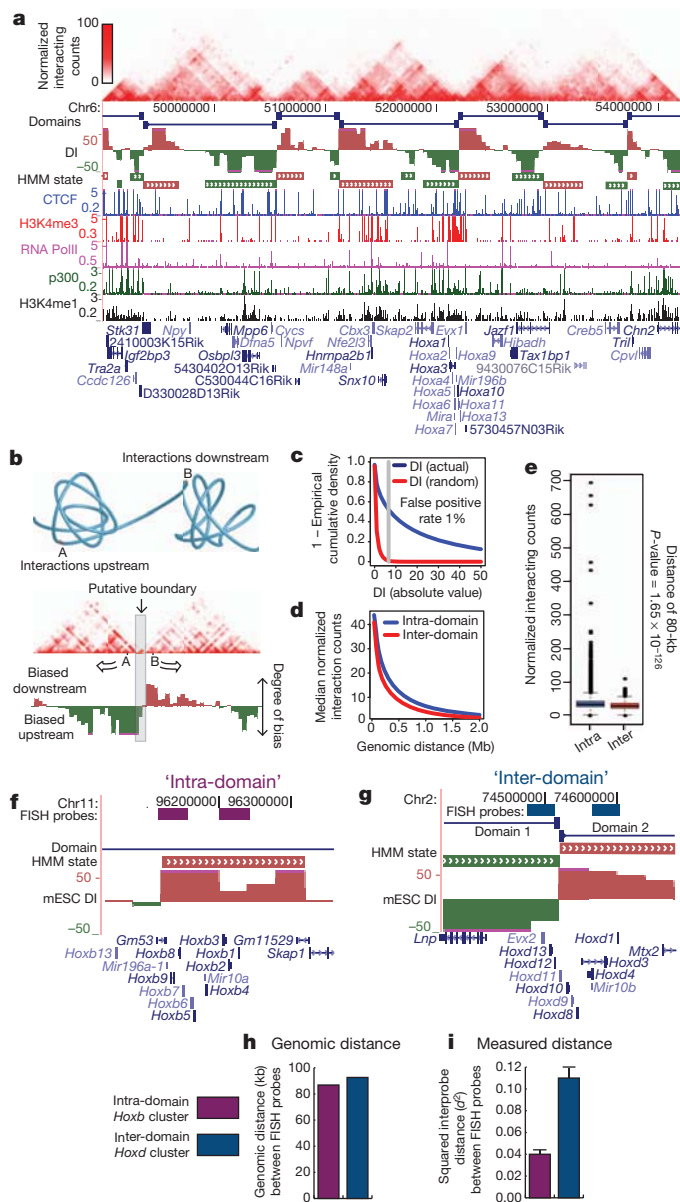 a
Normalized
interacting
counts
100
0
Chr6:
50000000
51000000
52000000
53000000
54000000
Domains
50
DI
−50
HMM state
CTCF
5
0.2
H3K4me3
5
0.3
RNA PolII
5
0.5
p300
3
0.2
H3K4me1
3
0.2
Stk31 Npy Mpp6 Cycs Cbx3 Skap2 Evx1 Jazf1 Creb5 Chn2
2410003K15Rik Dfna5 Npvf Nfe2l3 Hoxa1 Hibadh Tril
Igf2bp3 Osbpl3 Hnrnpa2b1 Hoxa2 Hoxa9 Tax1bp1 Cpvl
Tra2a 5430402O13Rik Mir148a Hoxa3 9430076C15Rik
Ccdc126 C530044C16Rik Snx10 Hoxa4 Mir196b
D330028D13Rik Hoxa5 Hoxa10
Hoxa6 Hoxa11
Mira Hoxa13
Hoxa7 5730457N03Rik
b
Interactions downstream
B
A
Interactions upstream
Putative boundary
A B
Biased
downstream
Biased
upstream
Degree of bias
c
1 − Empirical
cumulative density
1.0
0.8
0.6
0.4
0.2
0
DI (actual)
DI (random)
False positive
rate 1%
0 10 20 30 40 50
DI (absolute value)
d
Median normalized
interaction counts
40
30
20
10
0
Intra-domain
Inter-domain
0 0.5 1.0 1.5 2.0
Genomic distance (Mb)
e
Normalized interacting counts
700
600
500
400
300
200
100
0
Intra
Inter
Distance of 80-kb
P-value = 1.65 × 10−126
f
'Intra-domain'
Chr11:
96200000
96300000
FISH probes:
Domain
HMM state
50
mESC DI
−50
Gm53 Hoxb3 Gm11529
Hoxb13 Hoxb8 Hoxb1 Skap1
Mir196a-1 Hoxb2
Hoxb9 Mir10a
Hoxb7 Hoxb4
Hoxb6
Hoxb5
g
'Inter-domain'
Chr2:
74500000
74600000
FISH probes:
Domain 1
Domain 2
HMM state
50
mESC DI
−50
Lnp Evx2 Hoxd1 Mtx2
Hoxd13 Hoxd3
Hoxd12 Hoxd4
Hoxd11 Mir10b
Hoxd10
Hoxd9
Hoxd8
Intra-domain
Hoxb cluster
Inter-domain
Hoxd cluster
h
Genomic distance
Genomic distance (kb)
between FISH probes
100
80
60
40
20
0
i
Measured distance
Squared interprobe
distance (d2)
between FISH probes
0.12
0.10
0.08
0.06
0.04
0.02
0.00